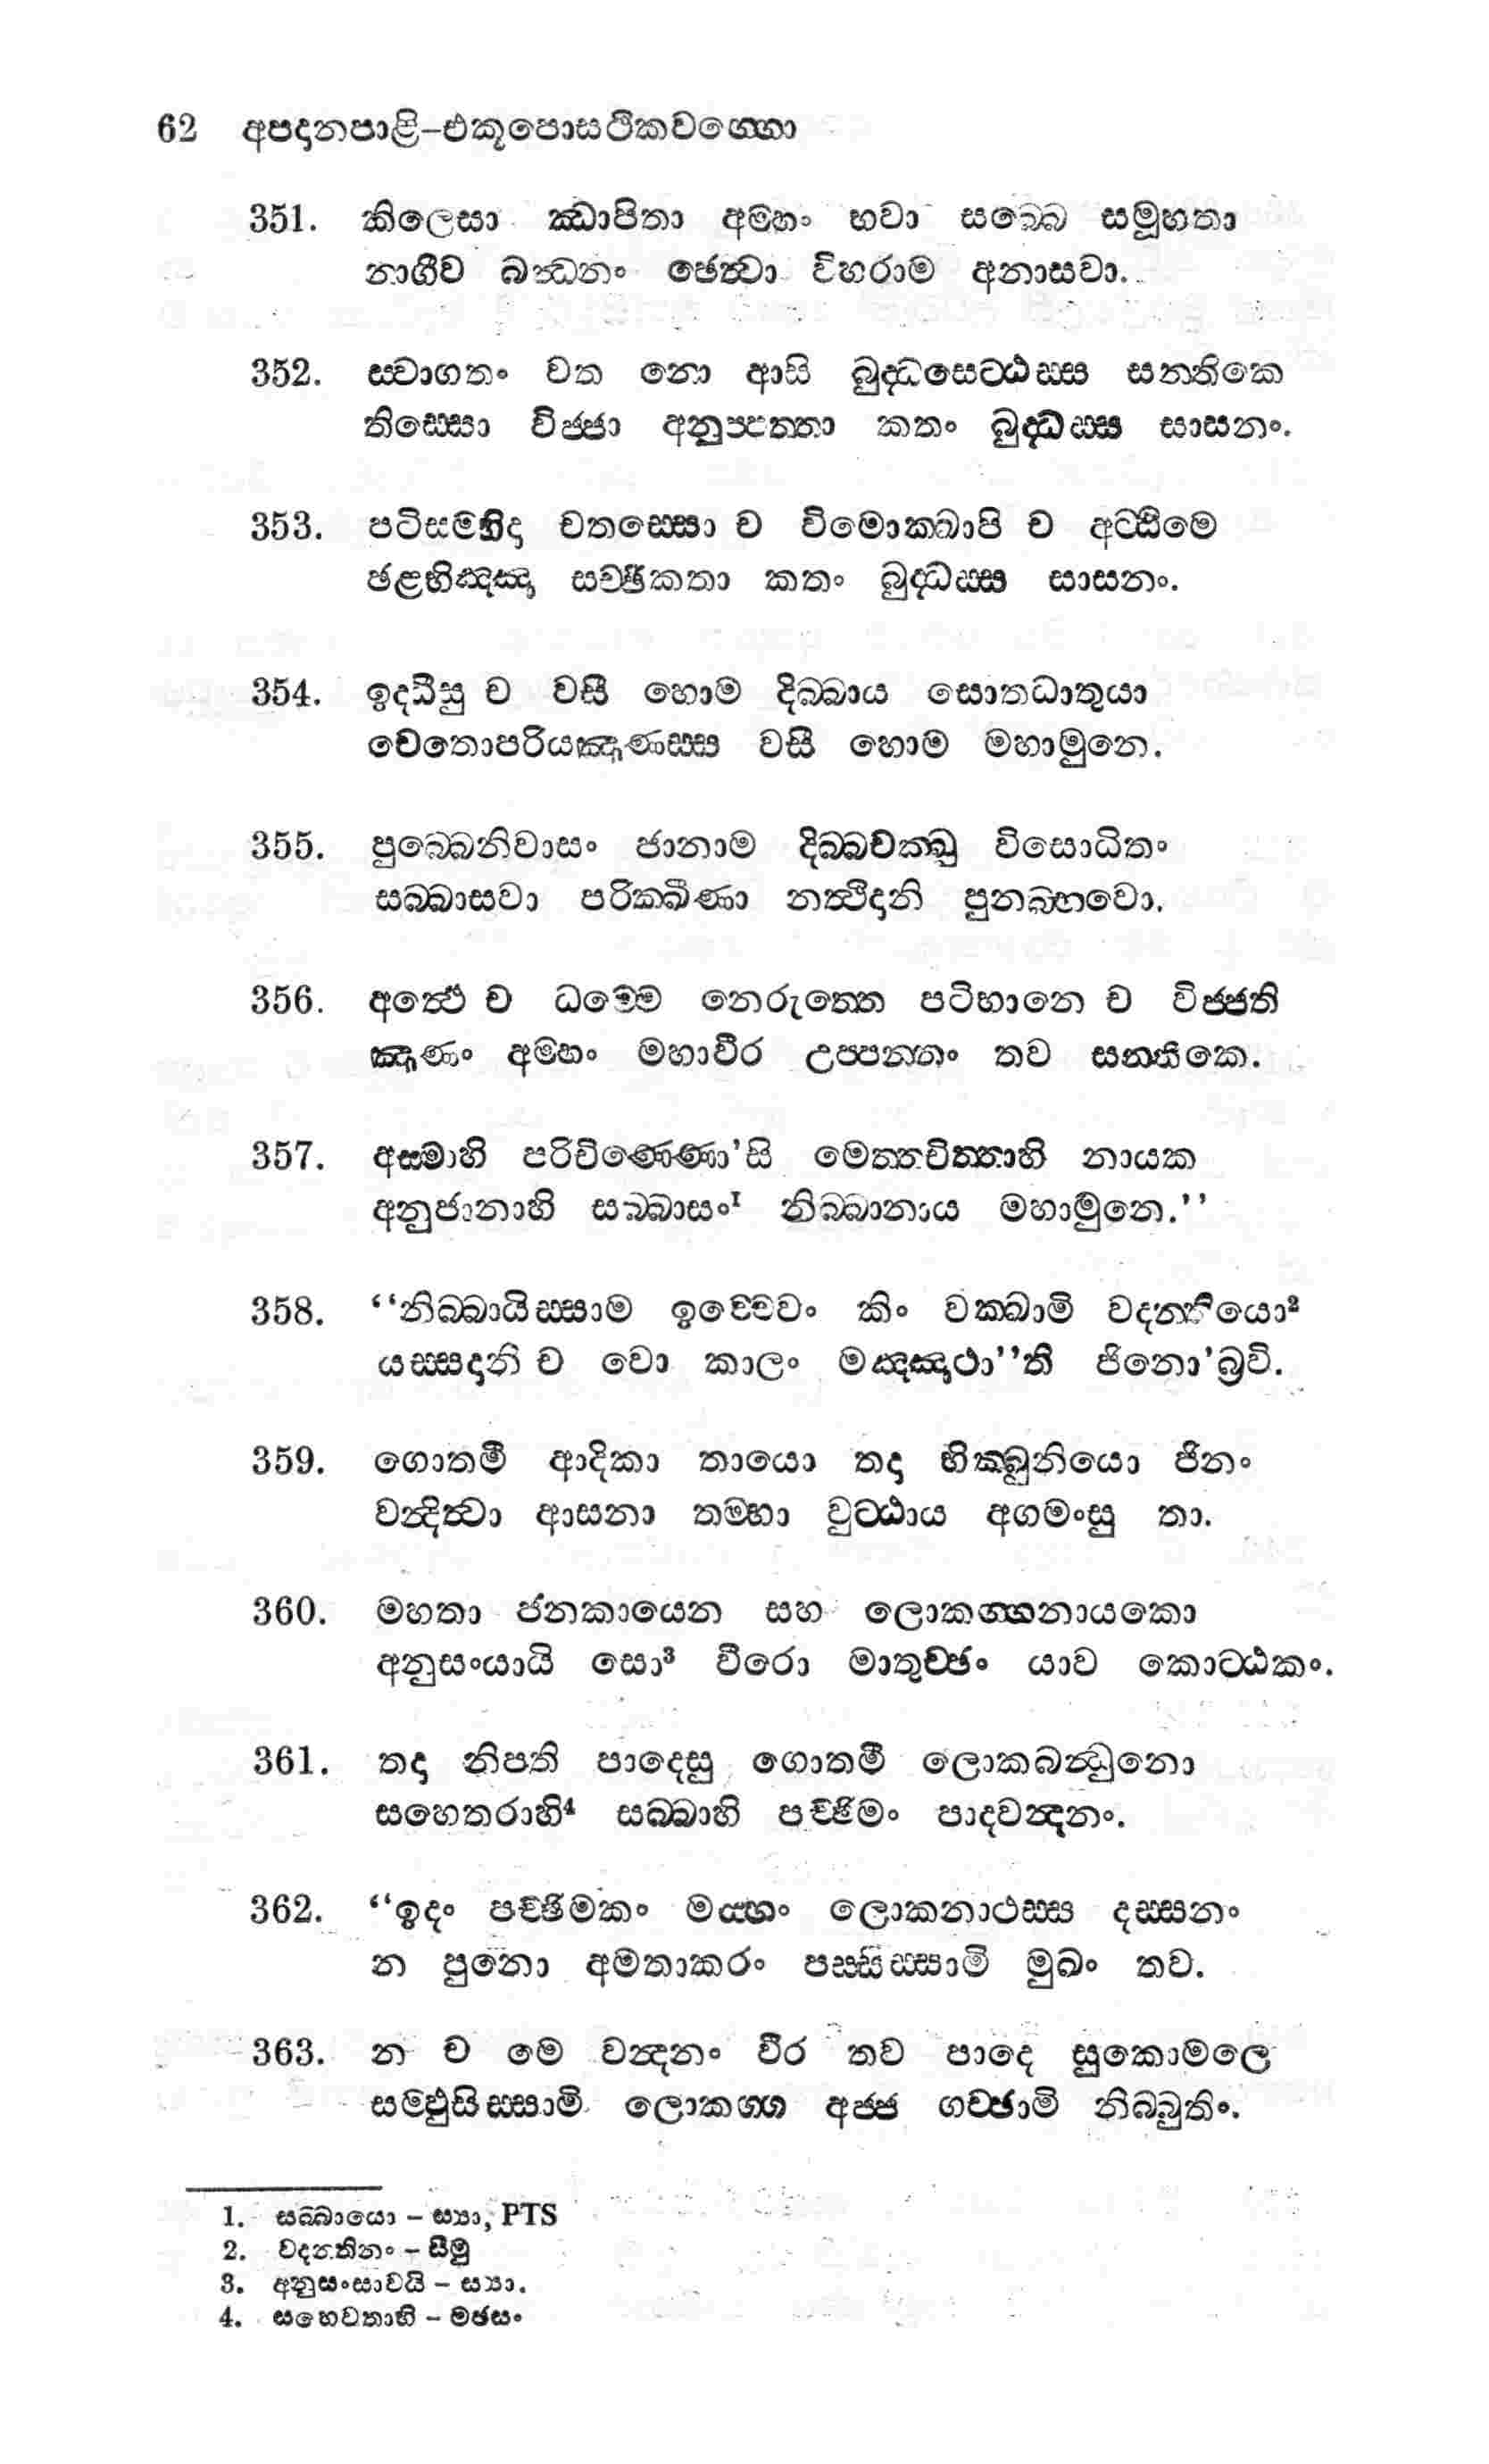 62 අපදානපාළි–එකූපොසථිකවග්ගො
351. කිලෙසා ඣාපිතා අම්හං භවා සබ්බෙ සමූහතා
නාගීව බන්ධනං ඡෙත්වා විහරාම අනාසවා.
352. ස්වාගතං වත නො ආසි බුද්ධසෙට්ඨස්ස සන්තිකෙ
තිස්සො විජ්ජා අනුප්පත්තා කතං බුද්ධස්ස සාසනං.
353. පටිසම්භිදා චතස්සො ච විමොක්ඛාපි ච අට්ඨිමෙ
ඡළභිඤ්ඤා සච්ඡිකතා කතං බුද්ධස්ස සාසනං.
354. ඉද්ධීසු ච වසී හොම දිබ්බාය සොතධාතුයා
චෙතොපරියඤාණස්ස වසී හොම මහාමුනෙ.
355. පුබ්බෙනිවාසං ජානාම දිබ්බචක්ඛු විසොධිතං
සබ්බාසවා පරික්ඛීණා නත්ථිදානි පුනබ්භවො.
356. අත්ථෙ ච ධම්මෙ නෙරුත්තෙ පටිභානෙ ච විජ්ජති
ඤාණං අම්හං මහාවීර උප්පන්නං තව සන්තිකෙ.
357. අස්මාහි පරිචිණ්ණො'සි මෙත්තචිත්තාහි නායක
අනුජානාහි සබ්බාසං¹ නිබ්බානාය මහාමුනෙ.’’
358. ‘‘නිබ්බායිස්සාම ඉච්චෙවං කිං වක්ඛාමි වදන්තියො²
යස්සදානි ච වො කාලං මඤ්ඤථා’’ති ජිනො'බ්‍රවි.
359. ගොතමී ආදිකා තායො තදා භික්ඛුනියො ජිනං
වන්දිත්වා ආසනා තම්හා වුට්ඨාය අගමංසු තා.
360. මහතා ජනකායෙන සහ ලොකග්ගනායකො
අනුසංයායි සො³ වීරො මාතුච්ඡං යාව කොට්ඨකං.
361. තදා නිපති පාදෙසු ගොතමී ලොකබන්ධුනො
සහෙතරාහි⁴ සබ්බාහි පච්ඡිමං පාදවන්දනං.
362. ‘‘ඉදං පච්ඡිමකං මය්හං ලොකනාථස්ස දස්සනං
න පුනො අමතාකරං පස්සිස්සාමි මුඛං තව.
363. න ච මෙ වන්දනං වීර තව පාදෙ සුකොමලෙ
සම්ඵුසිස්සාමි ලොකග්ග අජ්ජ ගච්ඡාමි නිබ්බුතිං.
1. සබ්බායො – ස්‍යා, PTS
2. වදන්තිනං – සීමු
3. අනුසංසාවයි – ස්‍යා.
4. සහෙවතාභි – මඡසං